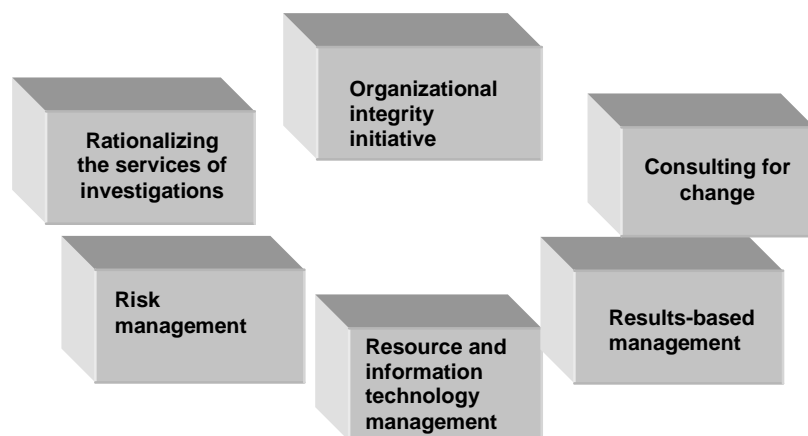 Organizational
integrity
initiative
Rationalizing
the services of
investigations
Consulting for
change
Risk
management
Results-based
management
Resource and
information
technology
management